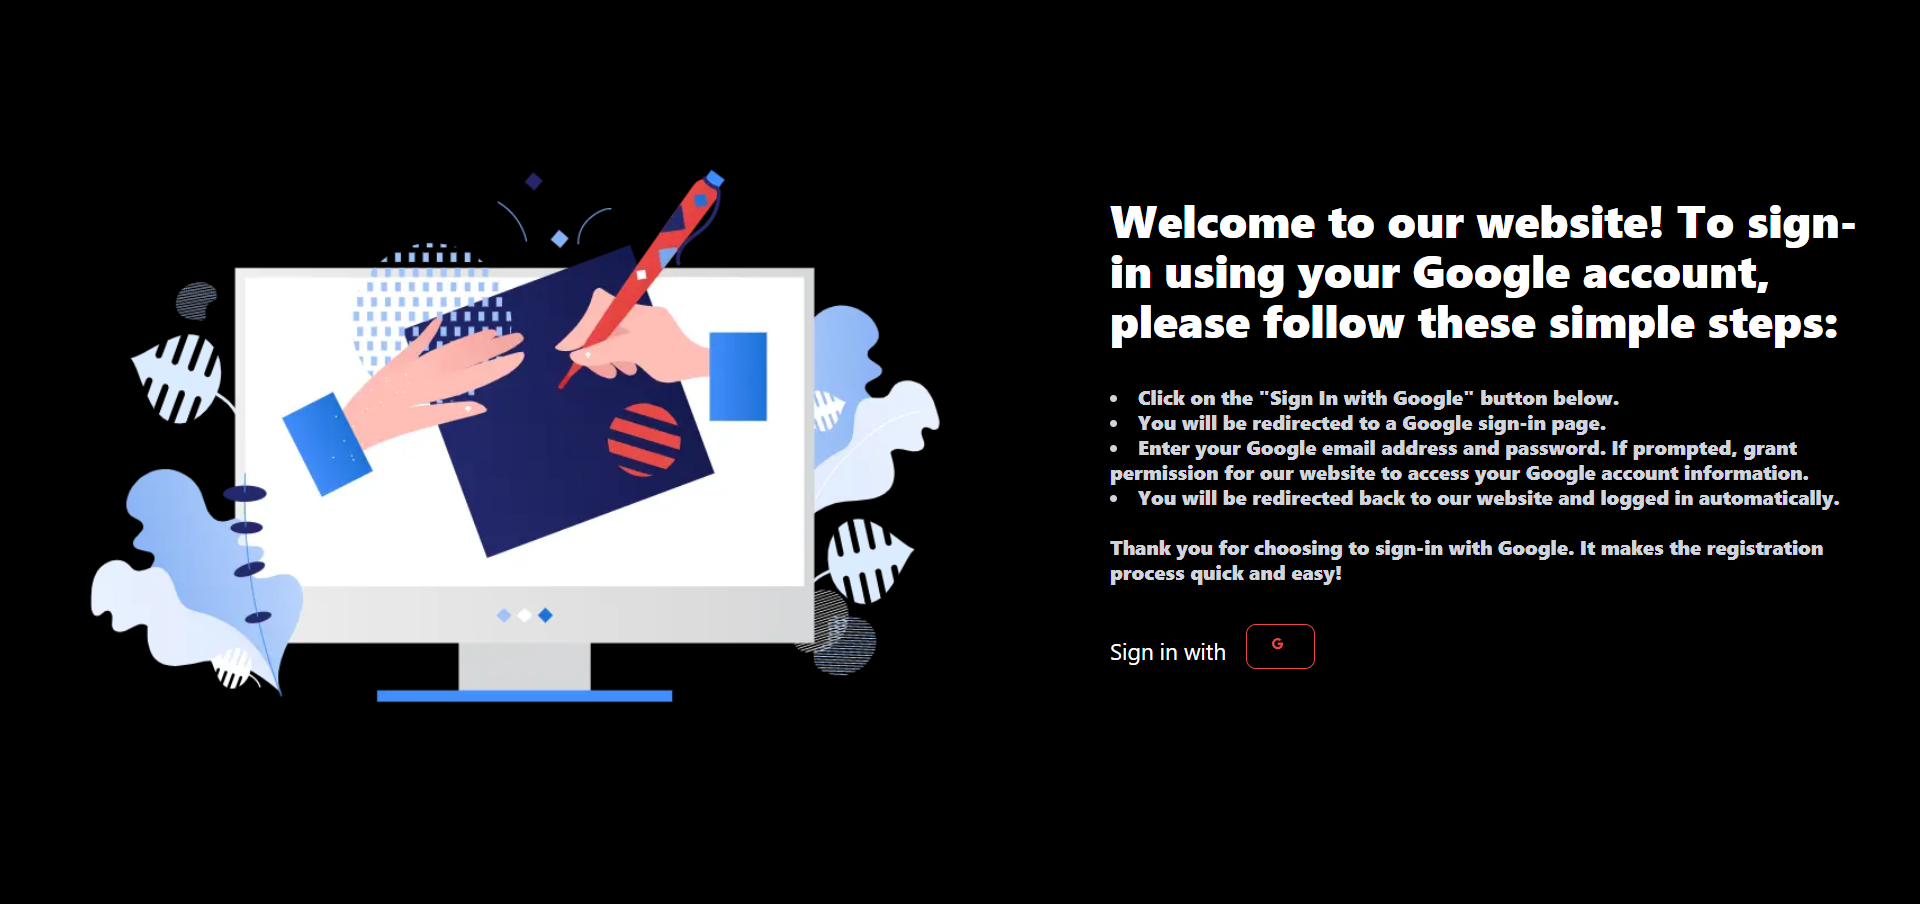 Welcome to our website! To sign-
in using your Google account,
please follow these simple steps:
• Click on the "Sign In with Google" button below.
• You will be redirected to a Google sign-in page.
• Enter your Google email address and password. If prompted, grant
permission for our website to access your Google account information.
• You will be redirected back to our website and logged in automatically.
Thank you for choosing to sign-in with Google. It makes the registration
process quick and easy!
Sign in with G